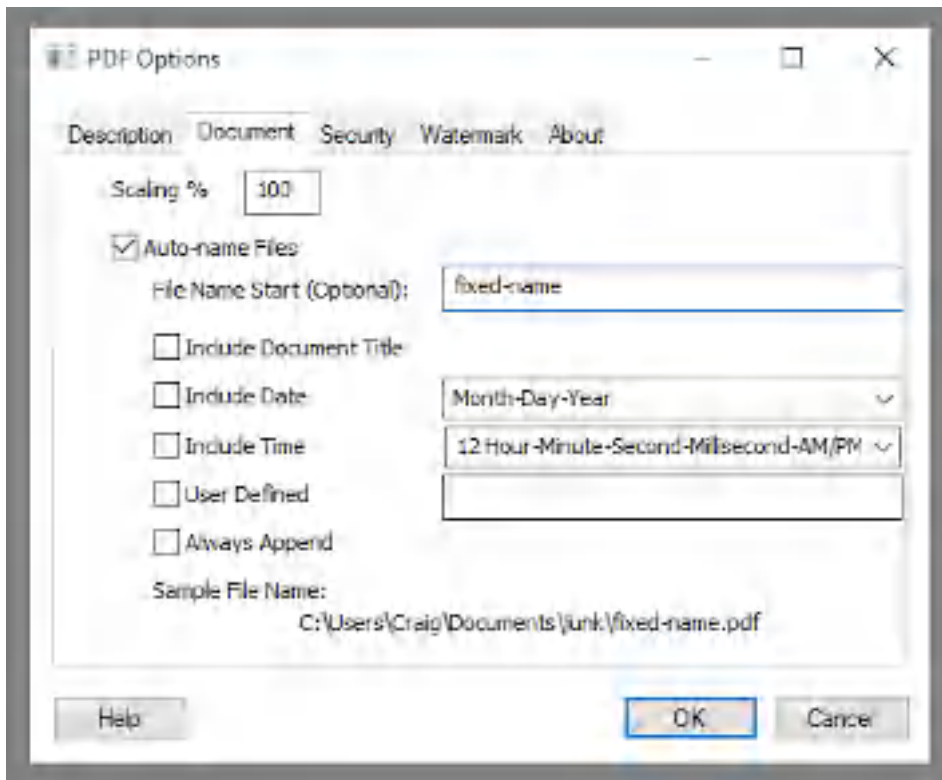 PDF Options
Description Document Security Watermark About
Scaling % 100
Auto-name Files
File Name Start (Optional): fixed-name
Include Document Title
Include Date Month-Day-Year
Include Time 12 Hour-Minute-Second-Millisecond-AM/PM
User Defined
Always Append
Sample File Name:
C:\Users\Craig\Documents\junk\fixed-name.pdf
Help OK Cancel